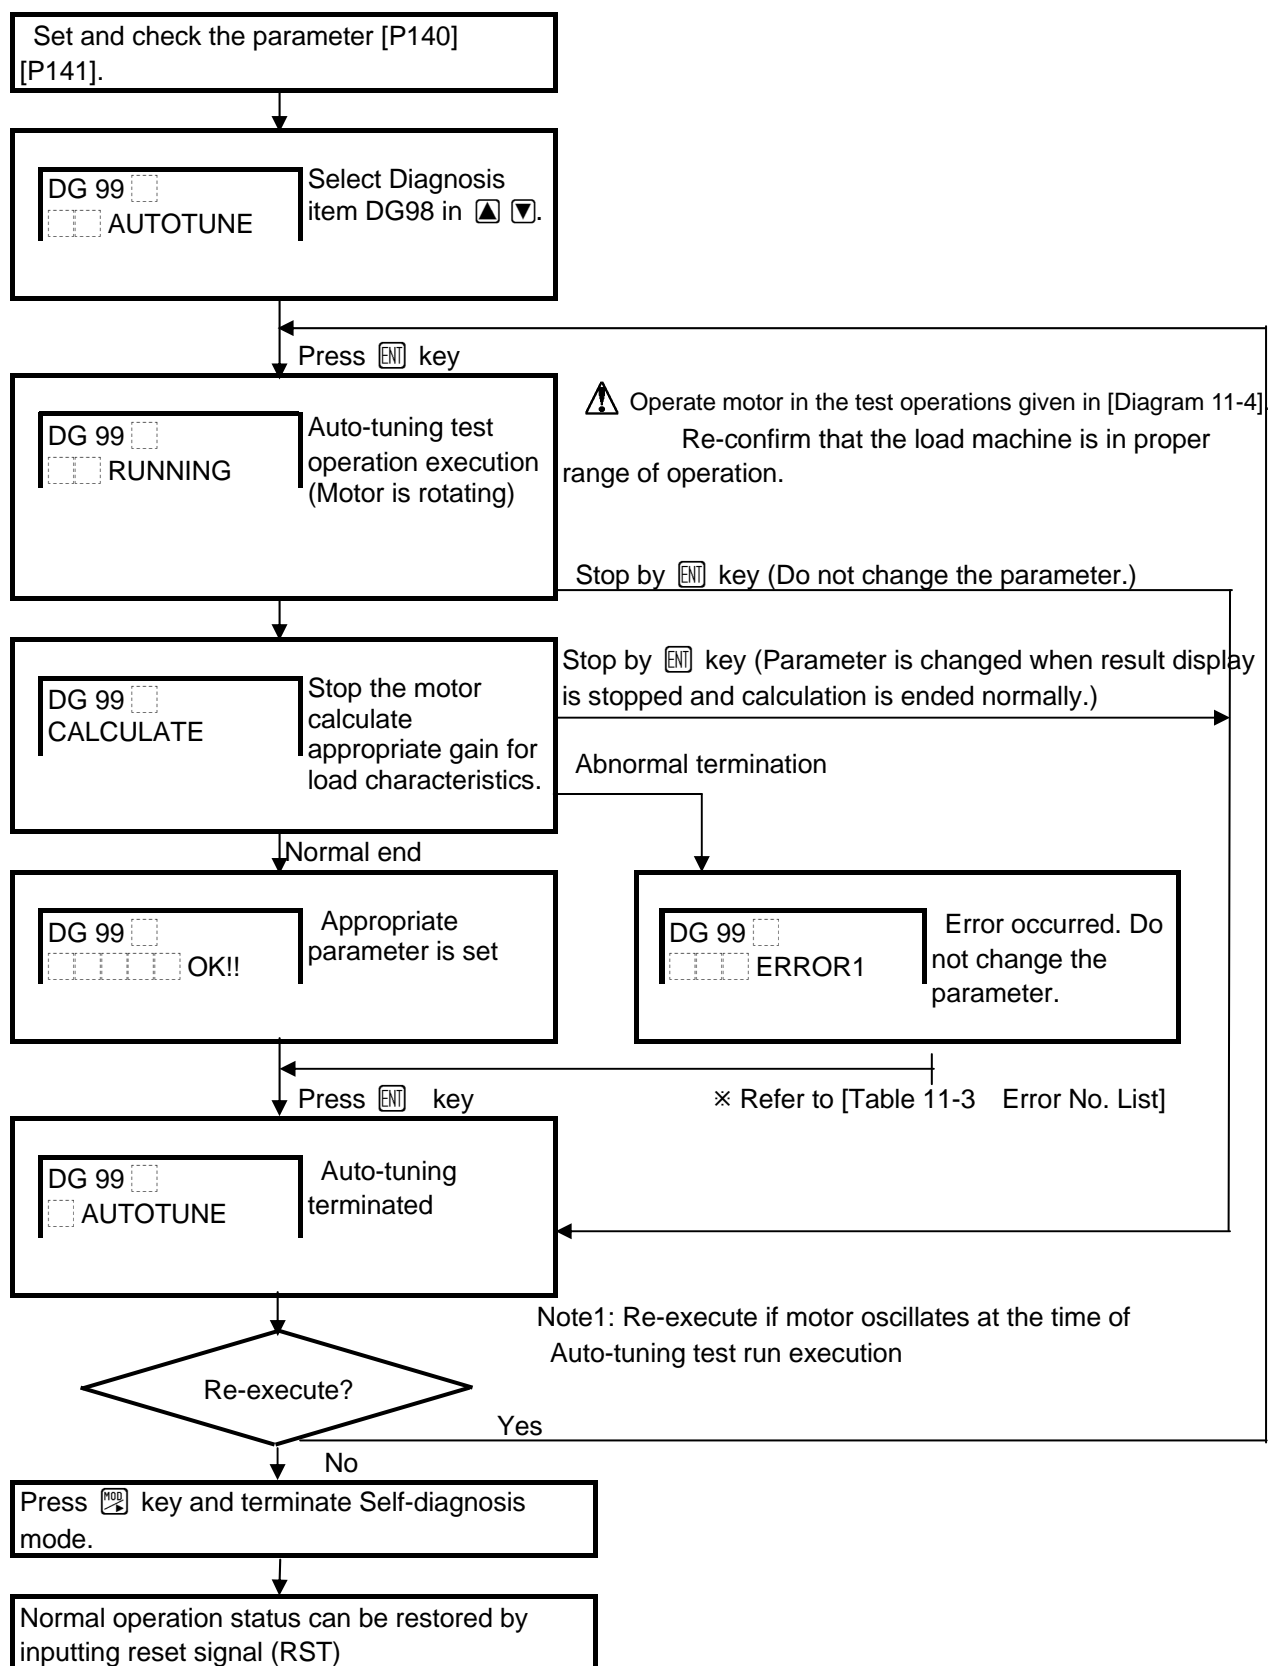 Set and check the parameter [P140]
[P141].
DG 99
AUTOTUNE
Select Diagnosis
item DG98 in ▲ ▼.
Press ENT key
DG 99
RUNNING
Auto-tuning test
operation execution
(Motor is rotating)
Operate motor in the test operations given in [Diagram 11-4].
Re-confirm that the load machine is in proper
range of operation.
Stop by ENT key (Do not change the parameter.)
DG 99
CALCULATE
Stop the motor
calculate
appropriate gain for
load characteristics.
Stop by ENT key (Parameter is changed when result display
is stopped and calculation is ended normally.)
Abnormal termination
Normal end
DG 99
OK!!
Appropriate
parameter is set
DG 99
ERROR1
Error occurred. Do
not change the
parameter.
Press ENT key
※ Refer to [Table 11-3 Error No. List]
DG 99
AUTOTUNE
Auto-tuning
terminated
Note1: Re-execute if motor oscillates at the time of
Auto-tuning test run execution
Re-execute?
Yes
No
Press MOD key and terminate Self-diagnosis
mode.
Normal operation status can be restored by
inputting reset signal (RST)